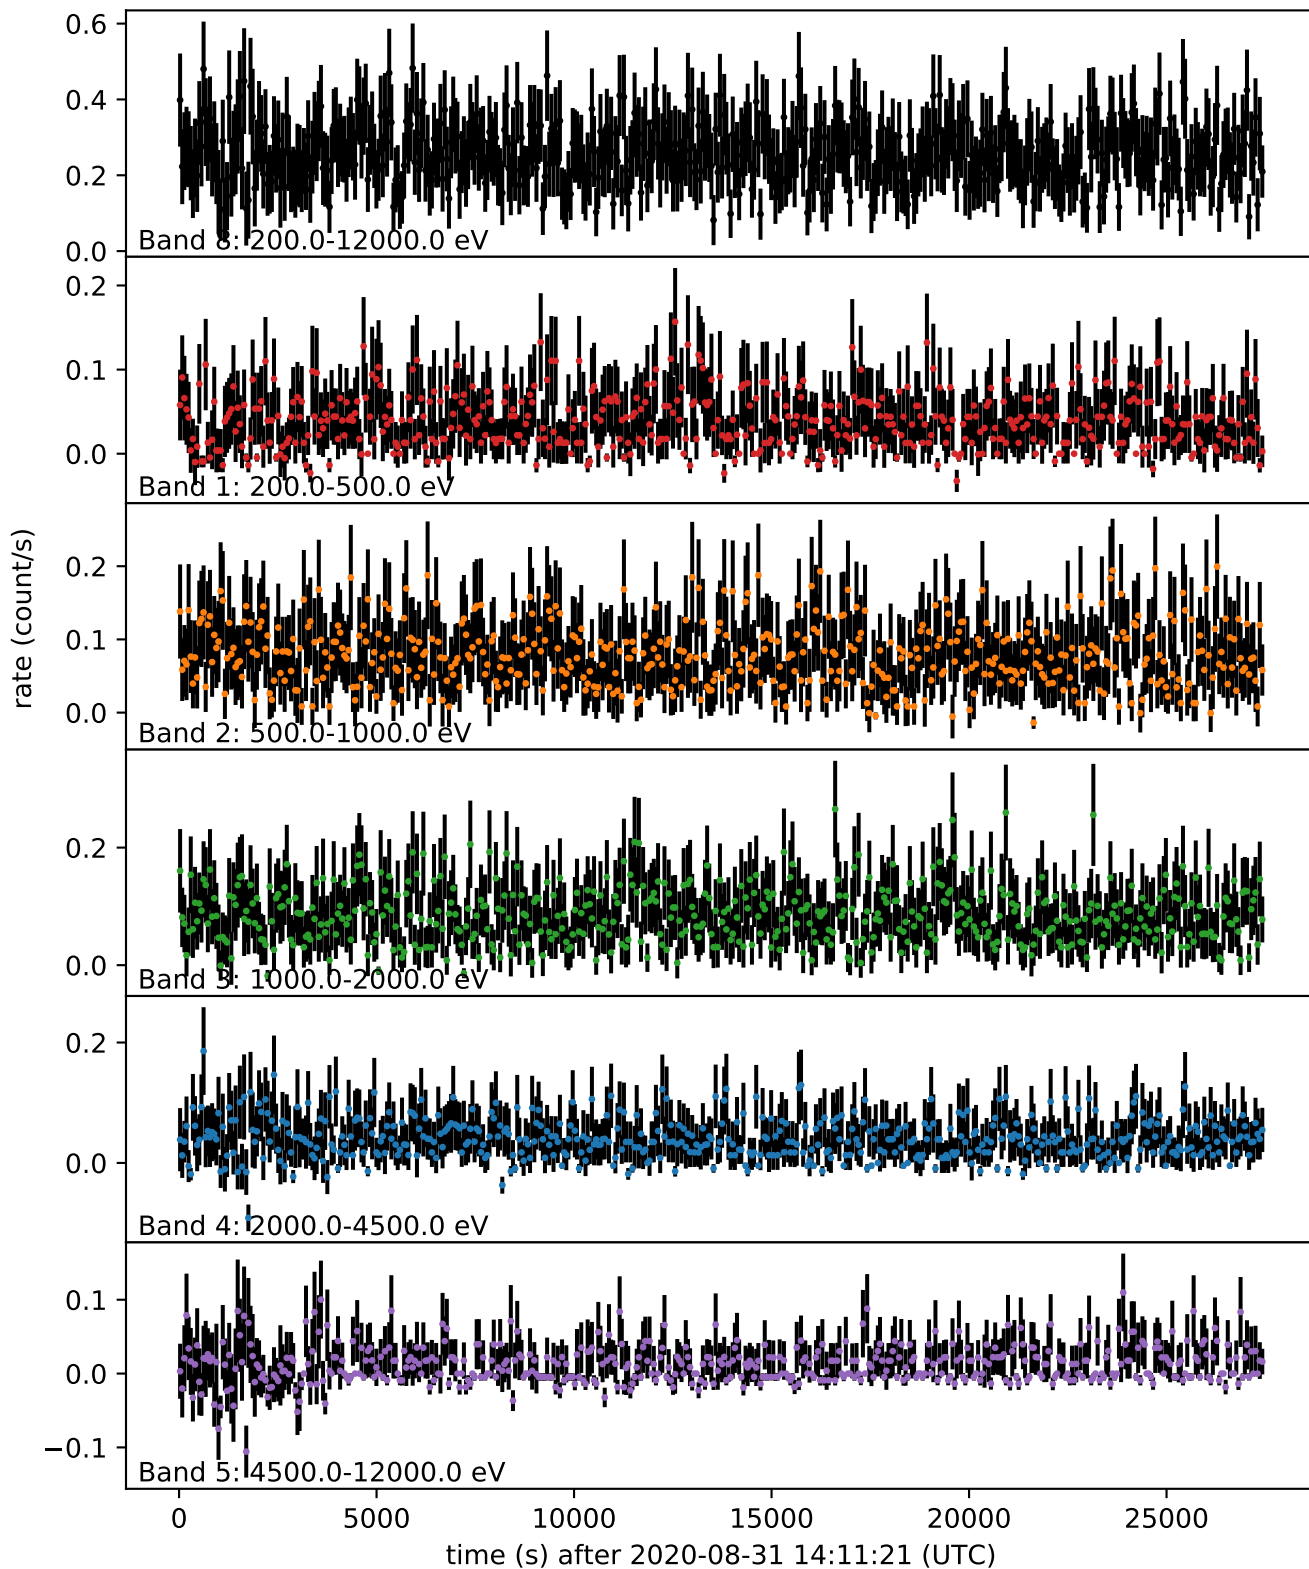 0.6
0.4
0.2
0.0
Band 8: 200.0-12000.0 eV
0.2
0.1
0.0
Band 1: 200.0-500.0 eV
rate (count/s)
0.2
0.1
0.0
Band 2: 500.0-1000.0 eV
0.2
0.0
Band 3: 1000.0-2000.0 eV
0.2
0.0
Band 4: 2000.0-4500.0 eV
0.1
0.0
−0.1
Band 5: 4500.0-12000.0 eV
0 5000 10000 15000 20000 25000
time (s) after 2020-08-31 14:11:21 (UTC)